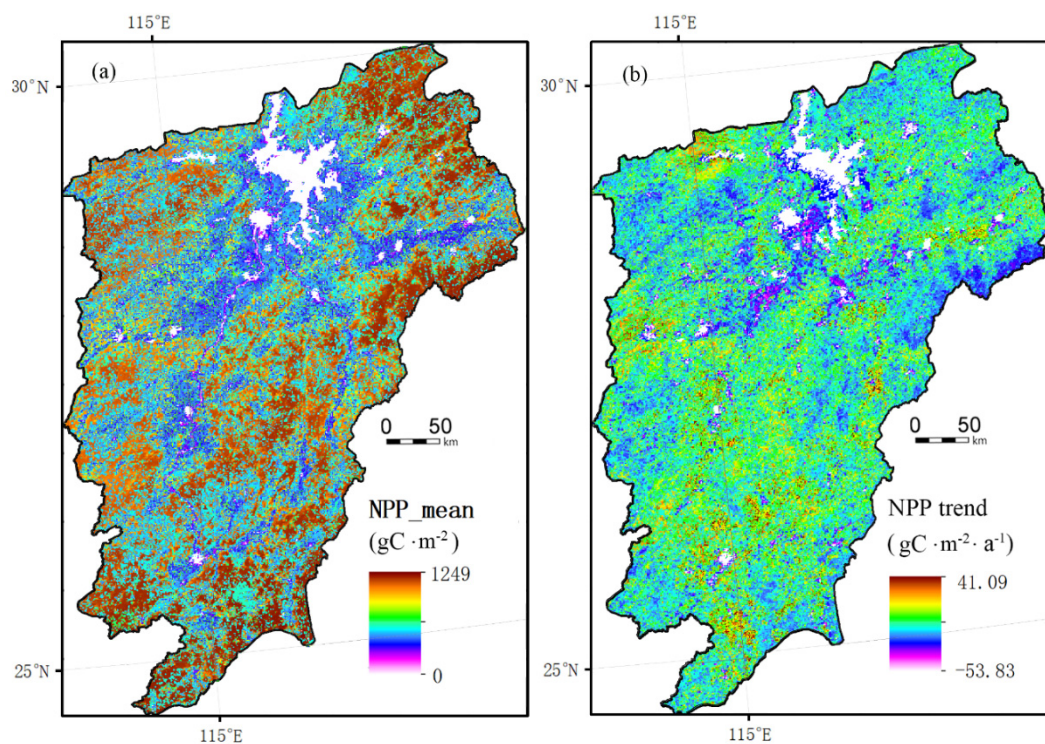 115°E
115°E
(a)
(b)
30°N
30°N
0 50
km
0 50
km
NPP_mean
(gC·m⁻²)
1249
0
NPP trend
(gC·m⁻²·a⁻¹)
41.09
-53.83
25°N
25°N
115°E
115°E